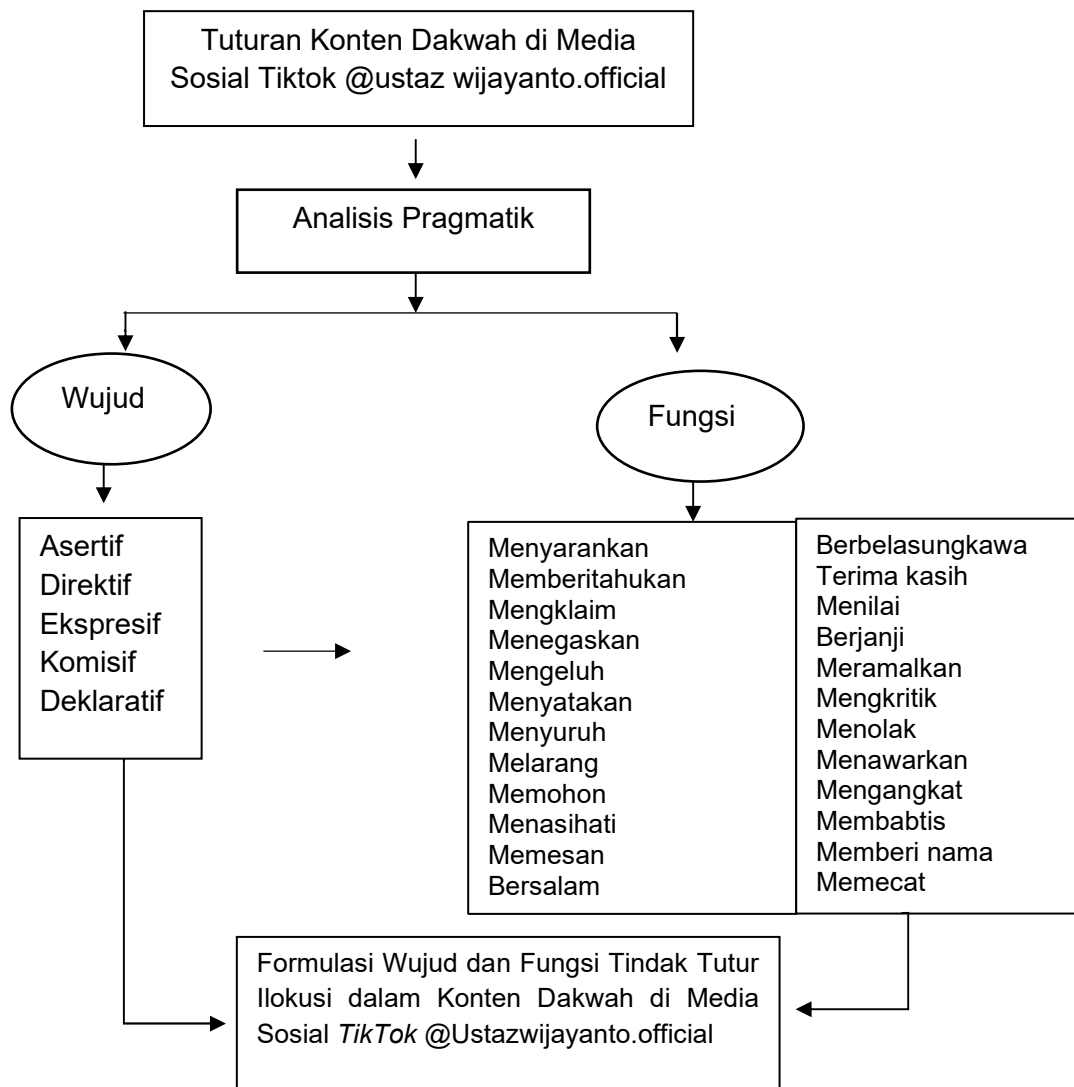 Tuturan Konten Dakwah di Media
Sosial Tiktok @ustaz wijayanto.official
Analisis Pragmatik
Wujud
Fungsi
Asertif
Direktif
Ekspresif
Komisif
Deklaratif
Menyarankan
Memberitahukan
Mengklaim
Menegaskan
Mengeluh
Menyatakan
Menyuruh
Melarang
Memohon
Menasihati
Memesan
Bersalam
Berbelasungkawa
Terima kasih
Menilai
Berjanji
Meramalkan
Mengkritik
Menolak
Menawarkan
Mengangkat
Membabtis
Memberi nama
Memecat
Formulasi Wujud dan Fungsi Tindak Tutur
Ilokusi dalam Konten Dakwah di Media
Sosial TikTok @Ustazwijayanto.official